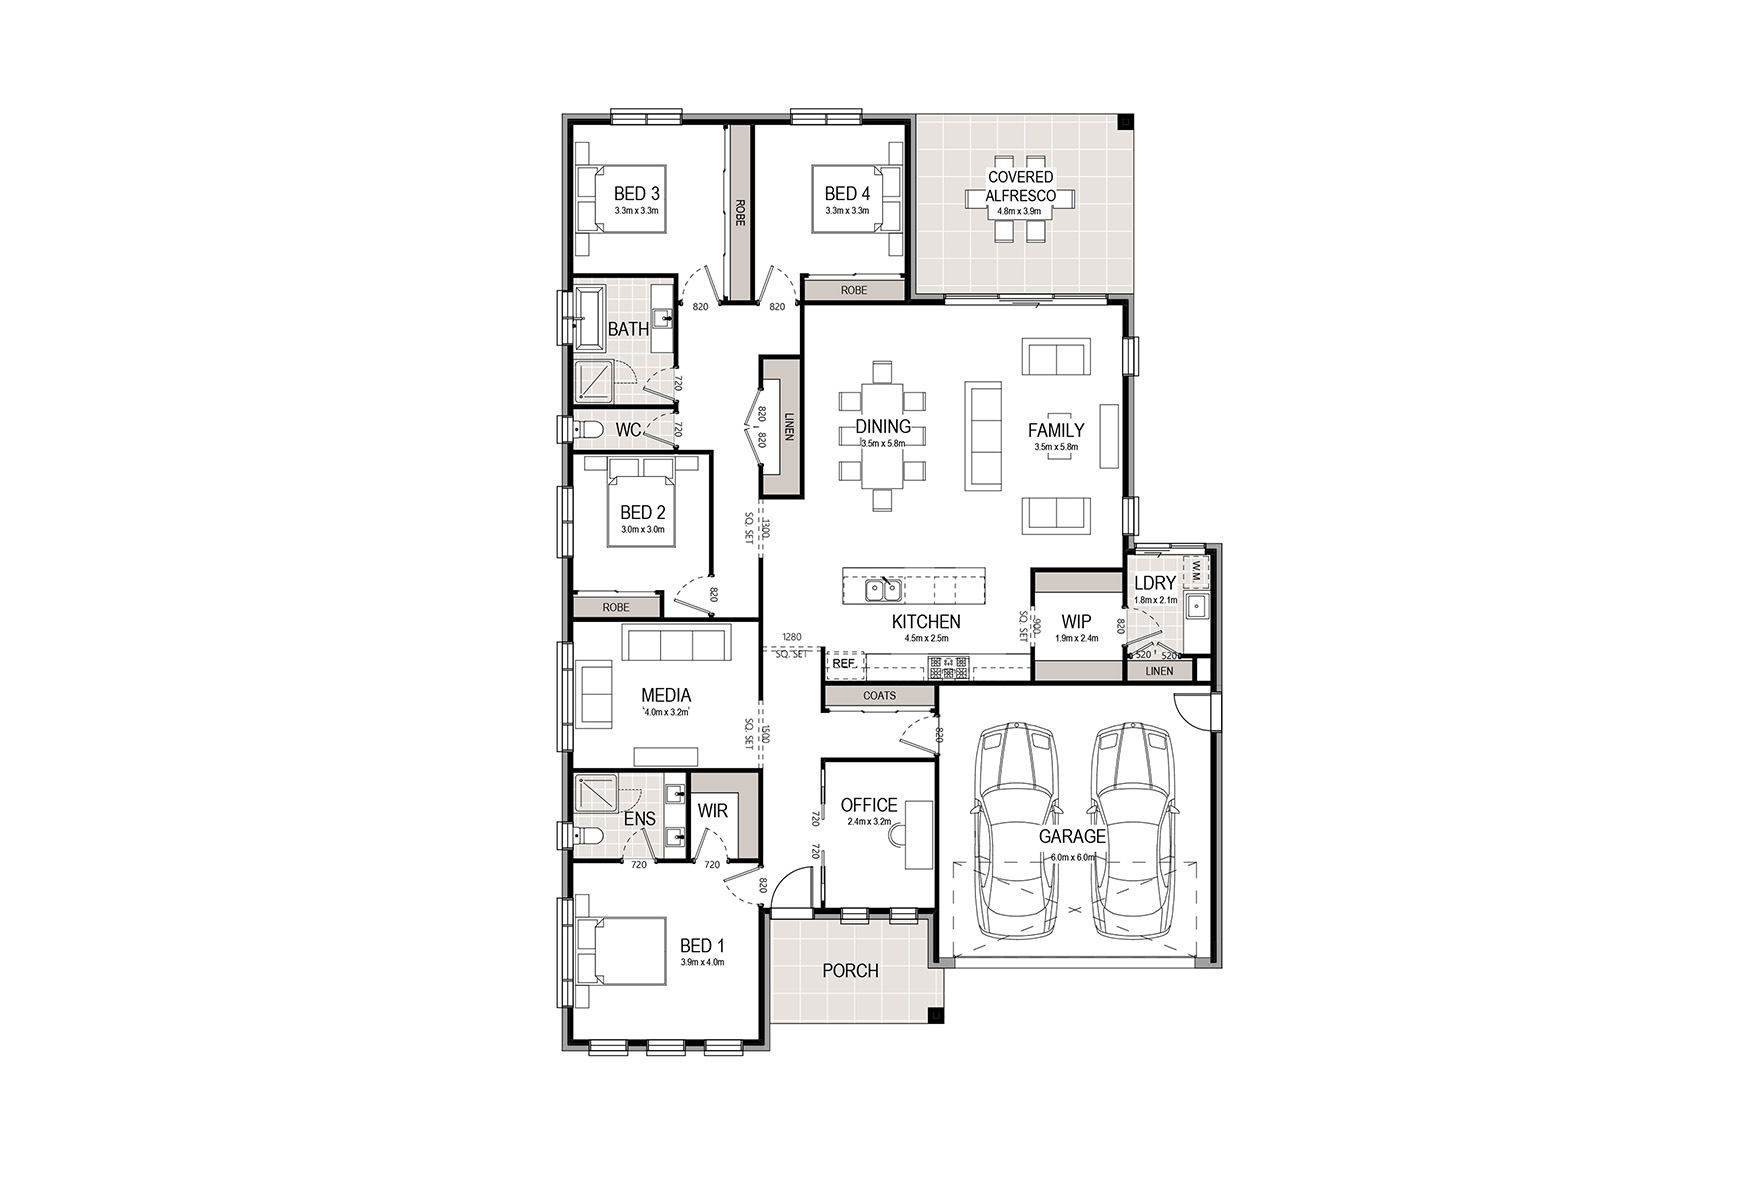 BED 3
3.3m x 3.3m
ROBE
BED 4
3.3m x 3.3m
ROBE
COVERED
ALFRESCO
4.8m x 3.9m
820
820
BATH
720
WC
720
820
820
LINEN
DINING
3.5m x 5.8m
FAMILY
3.5m x 5.8m
BED 2
3.0m x 3.0m
1300
SQ. SET
820
ROBE
KITCHEN
4.5m x 2.5m
900
SQ. SET
WIP
1.9m x 2.4m
820
LDRY
1.8m x 2.1m
W.M.
520
520
LINEN
1280
SQ. SET
REF.
MEDIA
4.0m x 3.2m
1500
SQ. SET
COATS
820
ENS
WIR
720
720
820
OFFICE
2.4m x 3.2m
720
720
GARAGE
6.0m x 6.0m
BED 1
3.9m x 4.0m
PORCH